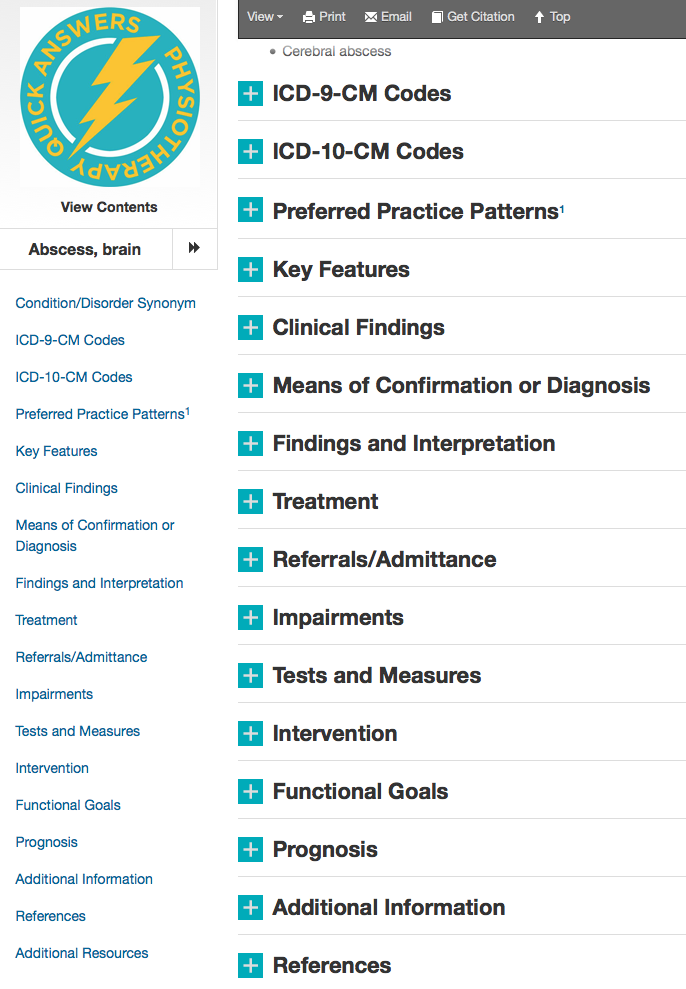 QUICK ANSWERS
PHYSIOTHERAPY
View Contents
Abscess, brain
Condition/Disorder Synonym
ICD-9-CM Codes
ICD-10-CM Codes
Preferred Practice Patterns1
Key Features
Clinical Findings
Means of Confirmation or
Diagnosis
Findings and Interpretation
Treatment
Referrals/Admittance
Impairments
Tests and Measures
Intervention
Functional Goals
Prognosis
Additional Information
References
Additional Resources
View Print Email Get Citation Top
Cerebral abscess
ICD-9-CM Codes
ICD-10-CM Codes
Preferred Practice Patterns1
Key Features
Clinical Findings
Means of Confirmation or Diagnosis
Findings and Interpretation
Treatment
Referrals/Admittance
Impairments
Tests and Measures
Intervention
Functional Goals
Prognosis
Additional Information
References